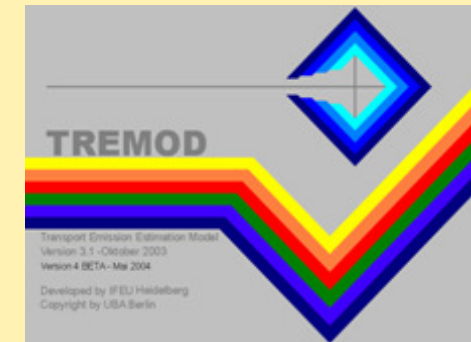 TREMOD
Transport Emission Estimation Model
Version 3.1 -Oktober 2003
Version 4 BETA - Mai 2004
Developed by IFEU Heidelberg
Copyright by UBA Berlin